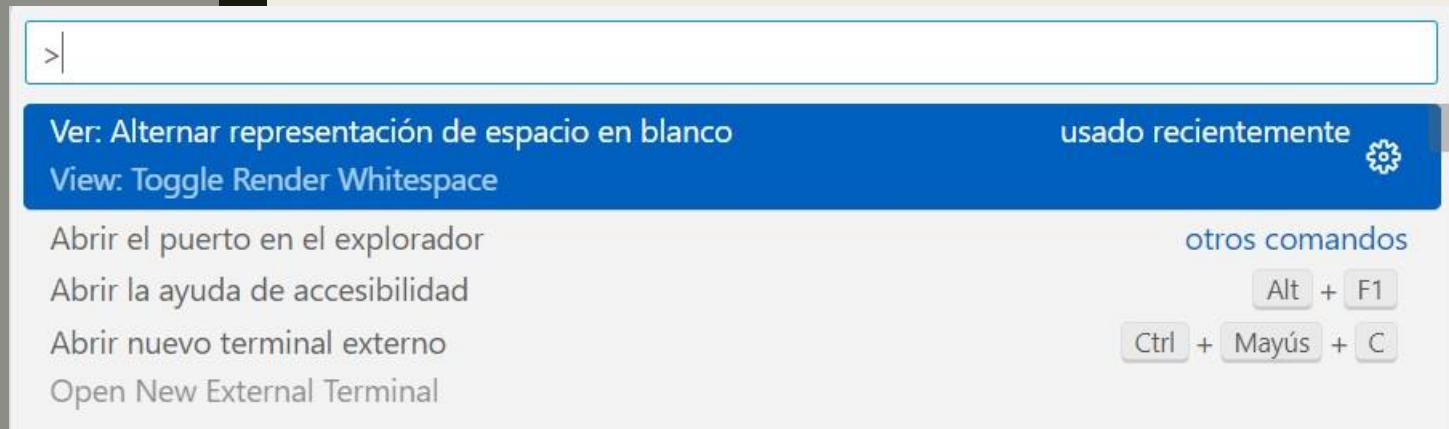 >
Ver: Alternar representación de espacio en blanco usado recientemente
View: Toggle Render Whitespace
Abrir el puerto en el explorador otros comandos
Abrir la ayuda de accesibilidad Alt + F1
Abrir nuevo terminal externo Ctrl + Mayús + C
Open New External Terminal